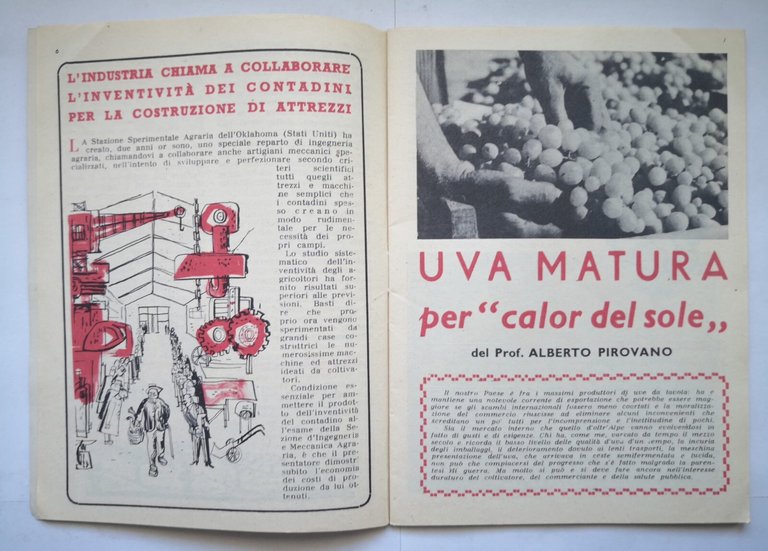 6
L'INDUSTRIA CHIAMA A COLLABORARE
L'INVENTIVITÀ DEI CONTADINI
PER LA COSTRUZIONE DI ATTREZZI
LA Stazione Sperimentale Agraria dell'Oklahoma (Stati Uniti) ha
creato, due anni or sono, uno speciale reparto di ingegneria
agraria, chiamandovi a collaborare anche artigiani meccanici spe-
cializzati, nell'intento di sviluppare e perfezionare secondo cri-
teri scientifici
tutti quegli at-
trezzi e macchi-
ne semplici che
i contadini spes-
so creano in
modo rudimen-
tale per le ne-
cessità dei pro-
pri campi.
Lo studio siste-
matico dell'in-
ventività degli a-
gricoltori ha for-
nito risultati su-
periori alle previ-
sioni. Basti di-
re che pro-
prio ora vengono
sperimentati da
grandi case co-
struttrici le nu-
merosissime mac-
chine ed attrezzi
ideati da coltiva-
tori.
Condizione es-
senziale per am-
mettere il prodot-
to dell'inventività
del contadino al-
l'esame della Se-
zione d'Ingegneria
e Meccanica Agra-
ria, è che il pre-
sentatore dimostri
subito l'economia
dei costi di pro-
duzione da lui ot-
tenuti.
UVA MATURA
per "calor del sole„
del Prof. ALBERTO PIROVANO
Il nostro Paese è fra i massimi produttori di uve da tavola: ha e
mantiene una notevole corrente di esportazione che potrebbe essere mag-
giore se gli scambi internazionali fossero meno coartati e la moralizza-
zione del commercio riuscisse ad eliminare alcuni inconvenienti che
screditano un po' tutti per l'incomprensione e l'inettitudine di pochi.
Sia il mercato interno che quello d'oltr'Alpe vanno evolvendosi in
fatto di gusti e di esigenze. Chi ha, come me, varcato da tempo il mezzo
secolo e ricorda il basso livello delle qualità d'uva d'un tempo, la incuria
degli imballaggi, il deterioramento dovuto ai lenti trasporti, la meschina
presentazione dell'uva, che arrivava in ceste semifermentata e lucida,
non può che compiacersi del progresso che s'è fatto malgrado la paren-
tesi di guerra. Ma molto si può e si deve fare ancora nell'interesse
duraturo del coltivatore, del commerciante e della salute pubblica.